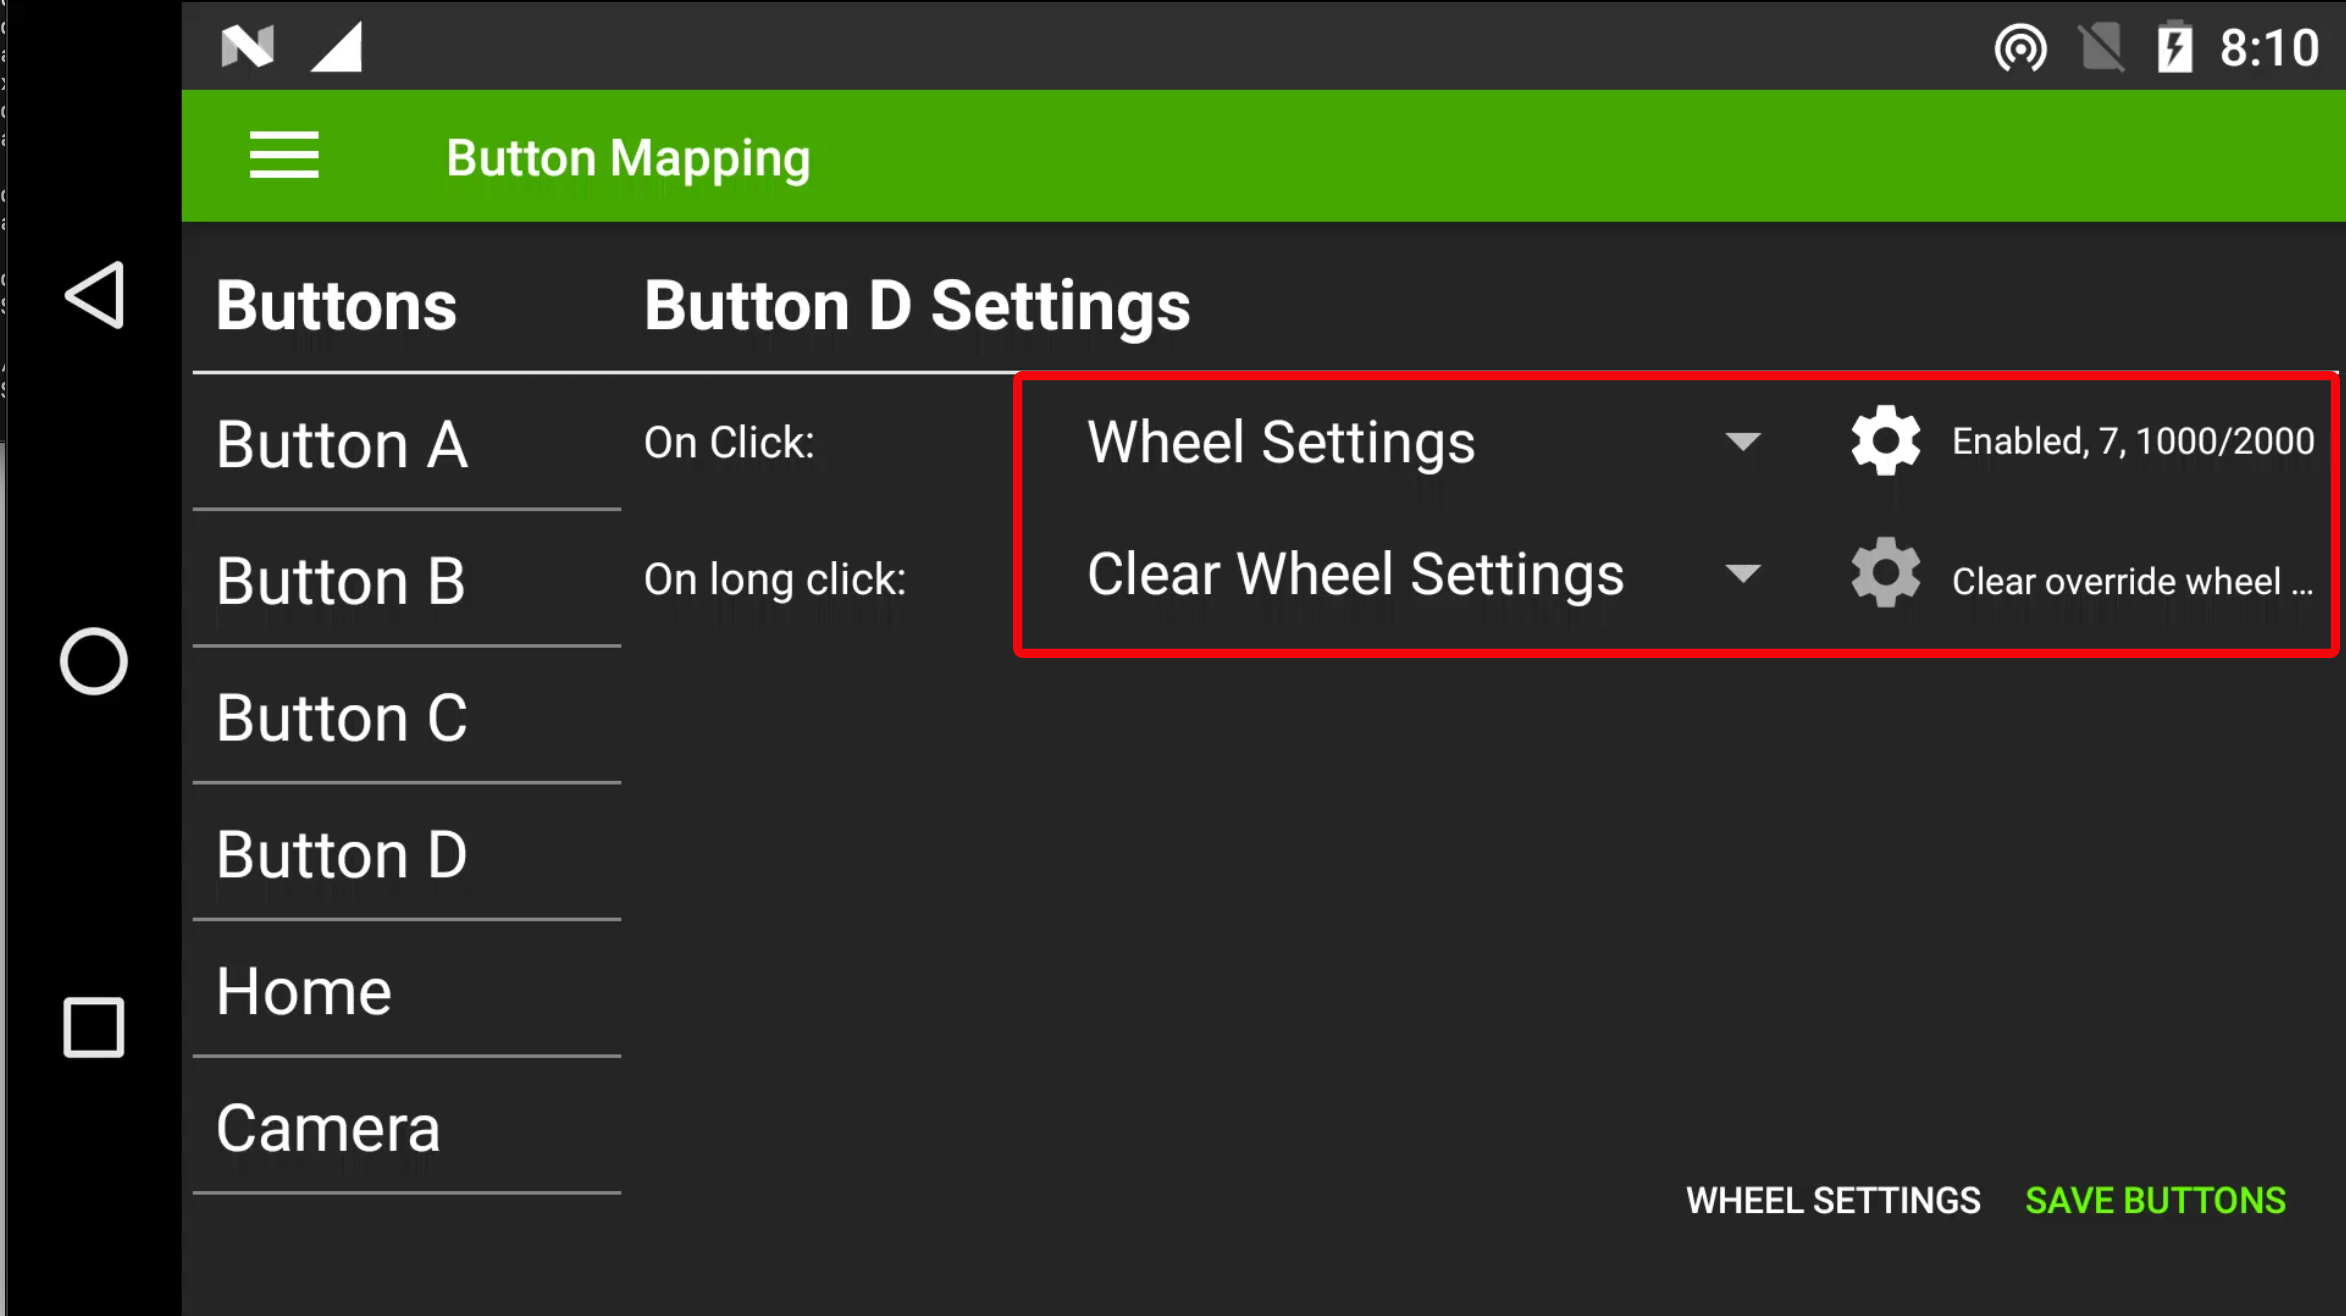 8:10
Button Mapping
Buttons
Button D Settings
Button A
On Click:
Wheel Settings
Enabled, 7, 1000/2000
Button B
On long click:
Clear Wheel Settings
Clear override wheel ...
Button C
Button D
Home
Camera
WHEEL SETTINGS
SAVE BUTTONS